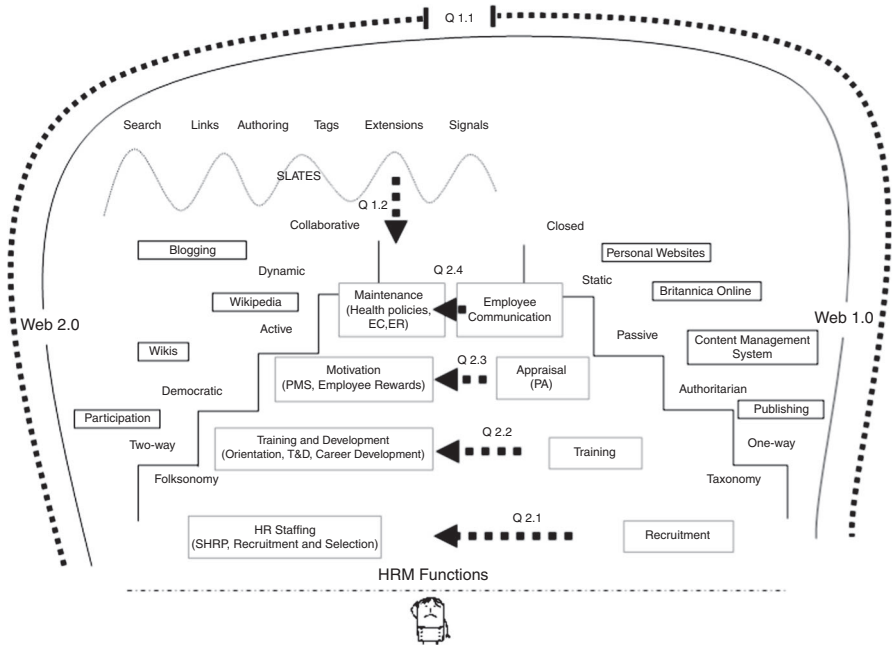 Q 1.1
Search Links Authoring Tags Extensions Signals
SLATES
Q 1.2
Collaborative
Closed
Blogging
Personal Websites
Dynamic
Q 2.4
Static
Wikipedia
Maintenance
(Health policies,
EC,ER)
Employee
Communication
Britannica Online
Web 2.0
Active
Passive
Web 1.0
Wikis
Content Management
System
Q 2.3
Motivation
(PMS, Employee Rewards)
Appraisal
(PA)
Democratic
Authoritarian
Participation
Publishing
Q 2.2
Two-way
Training and Development
(Orientation, T&D, Career Development)
Training
One-way
Folksonomy
Taxonomy
Q 2.1
HR Staffing
(SHRP, Recruitment and Selection)
Recruitment
HRM Functions